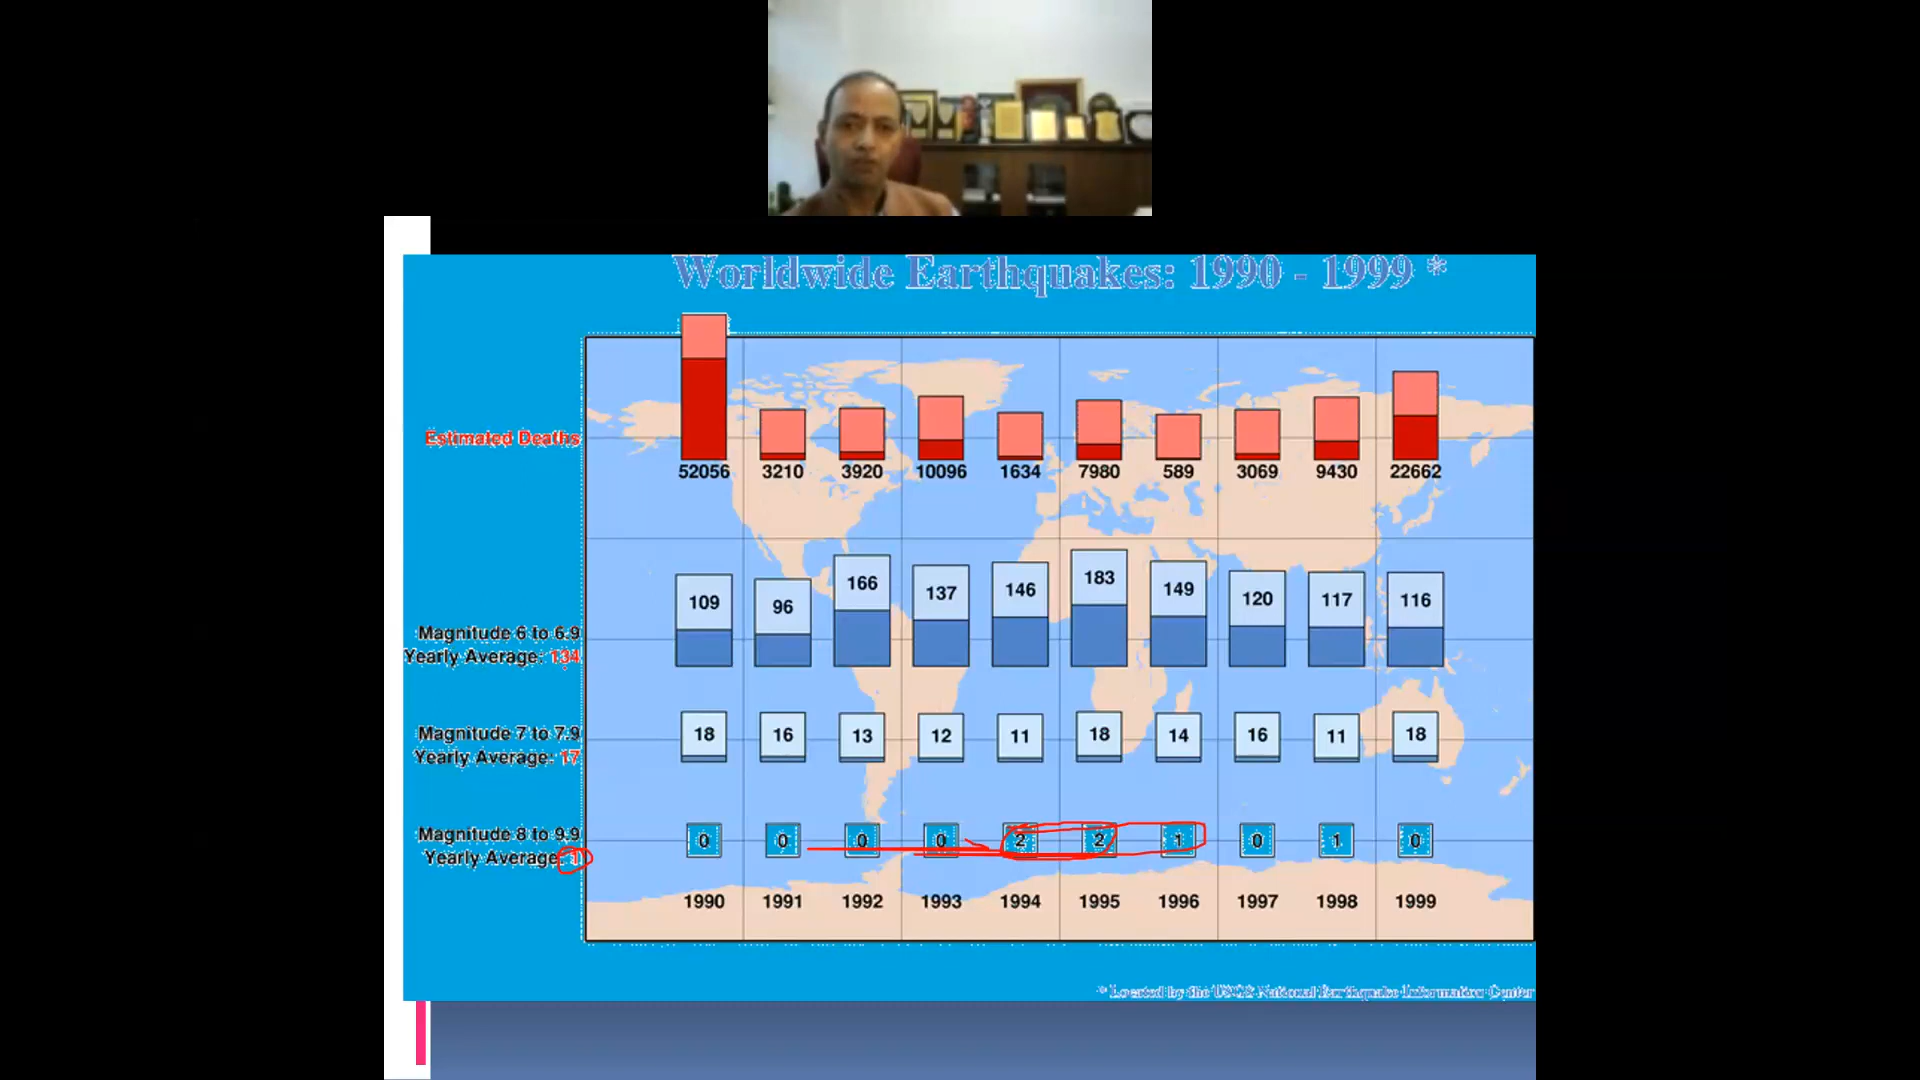 Worldwide Earthquakes: 1990 - 1999 *
Estimated Deaths
52056 3210 3920 10096 1634 7980 589 3069 9430 22662
109 96 166 137 146 183 149 120 117 116
Magnitude 6 to 6.9
Yearly Average: 134
18 16 13 12 11 18 14 16 11 18
Magnitude 7 to 7.9
Yearly Average: 17
Magnitude 8 to 9.9
0 0 0 0 2 2 1 0 1 0
Yearly Average: 1
1990 1991 1992 1993 1994 1995 1996 1997 1998 1999
* Located by the USGS National Earthquake Information Center